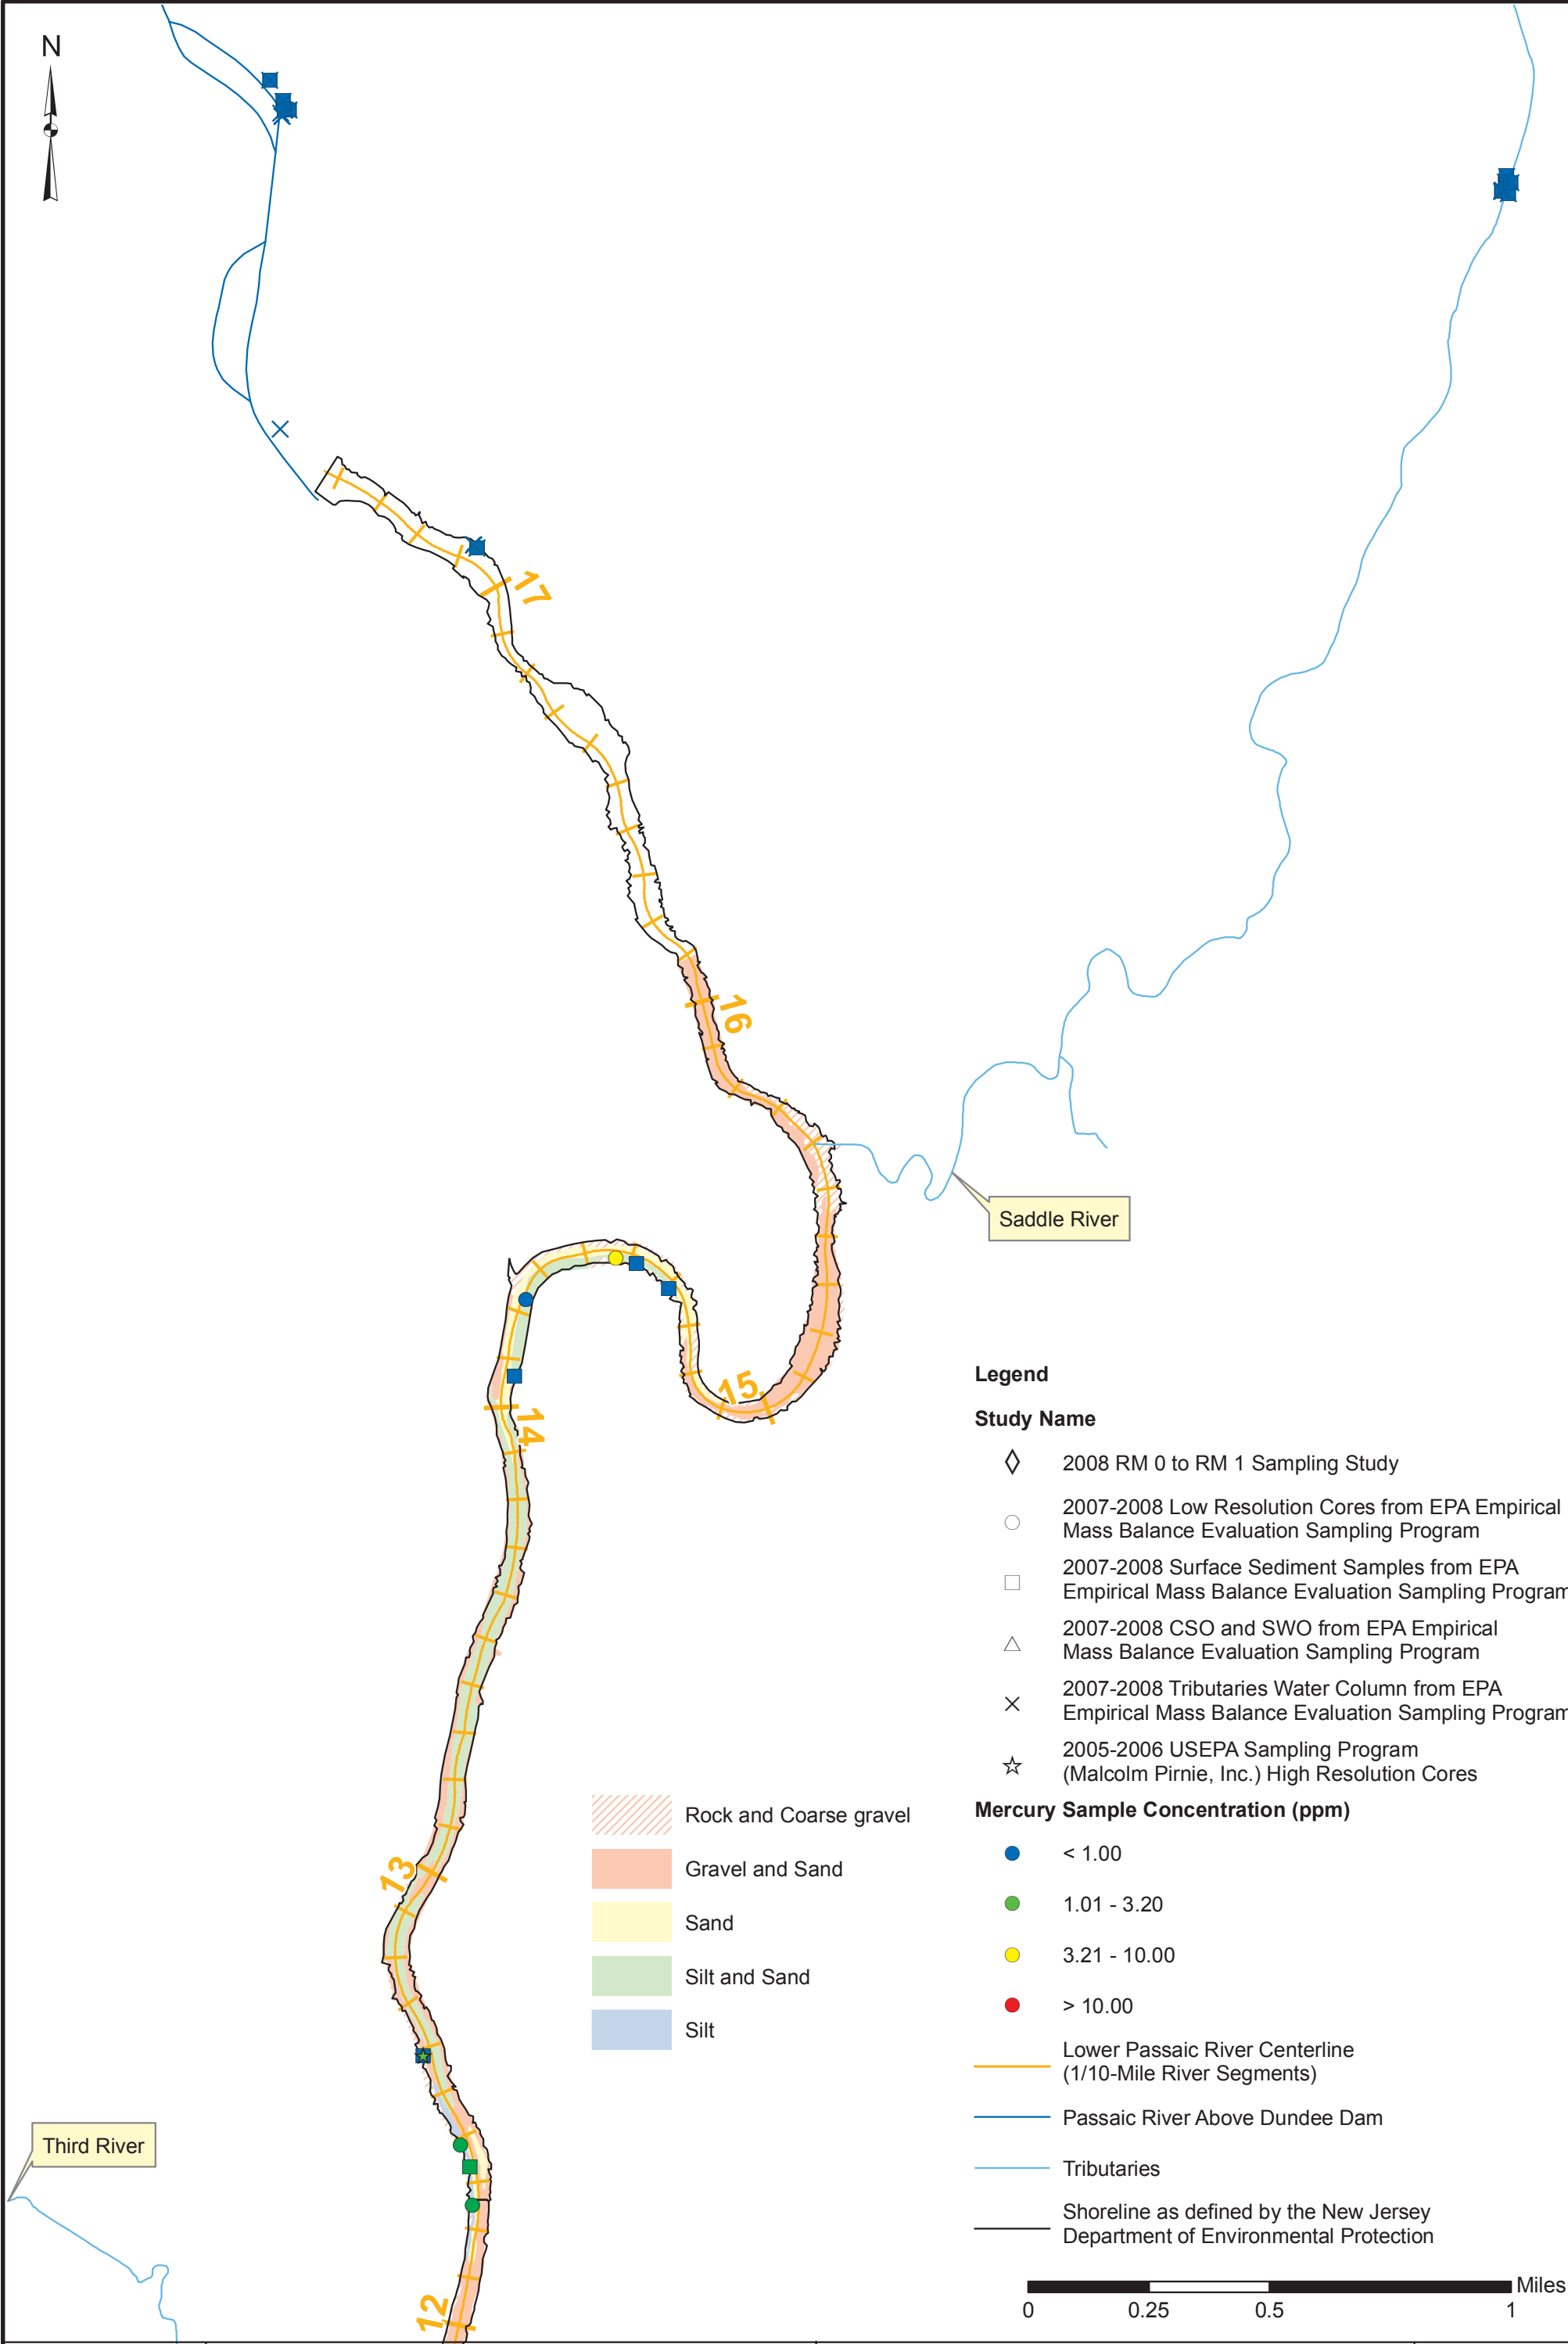 N
17
16
Saddle River
15
14
13
12
Third River
Rock and Coarse gravel
Gravel and Sand
Sand
Silt and Sand
Silt
Legend
Study Name
2008 RM 0 to RM 1 Sampling Study
2007-2008 Low Resolution Cores from EPA Empirical
Mass Balance Evaluation Sampling Program
2007-2008 Surface Sediment Samples from EPA
Empirical Mass Balance Evaluation Sampling Program
2007-2008 CSO and SWO from EPA Empirical
Mass Balance Evaluation Sampling Program
2007-2008 Tributaries Water Column from EPA
Empirical Mass Balance Evaluation Sampling Program
2005-2006 USEPA Sampling Program
(Malcolm Pirnie, Inc.) High Resolution Cores
Mercury Sample Concentration (ppm)
< 1.00
1.01 - 3.20
3.21 - 10.00
> 10.00
Lower Passaic River Centerline
(1/10-Mile River Segments)
Passaic River Above Dundee Dam
Tributaries
Shoreline as defined by the New Jersey
Department of Environmental Protection
Miles
0 0.25 0.5 1